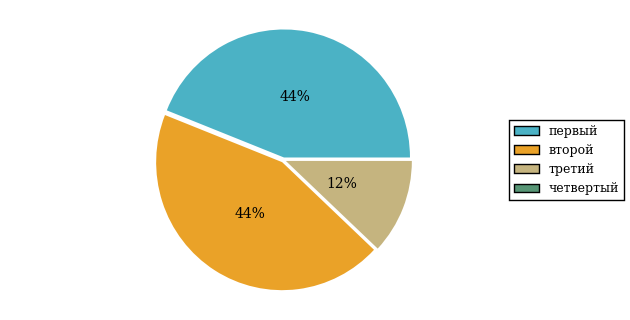 44%
12%
44%
первый
второй
третий
четвертый